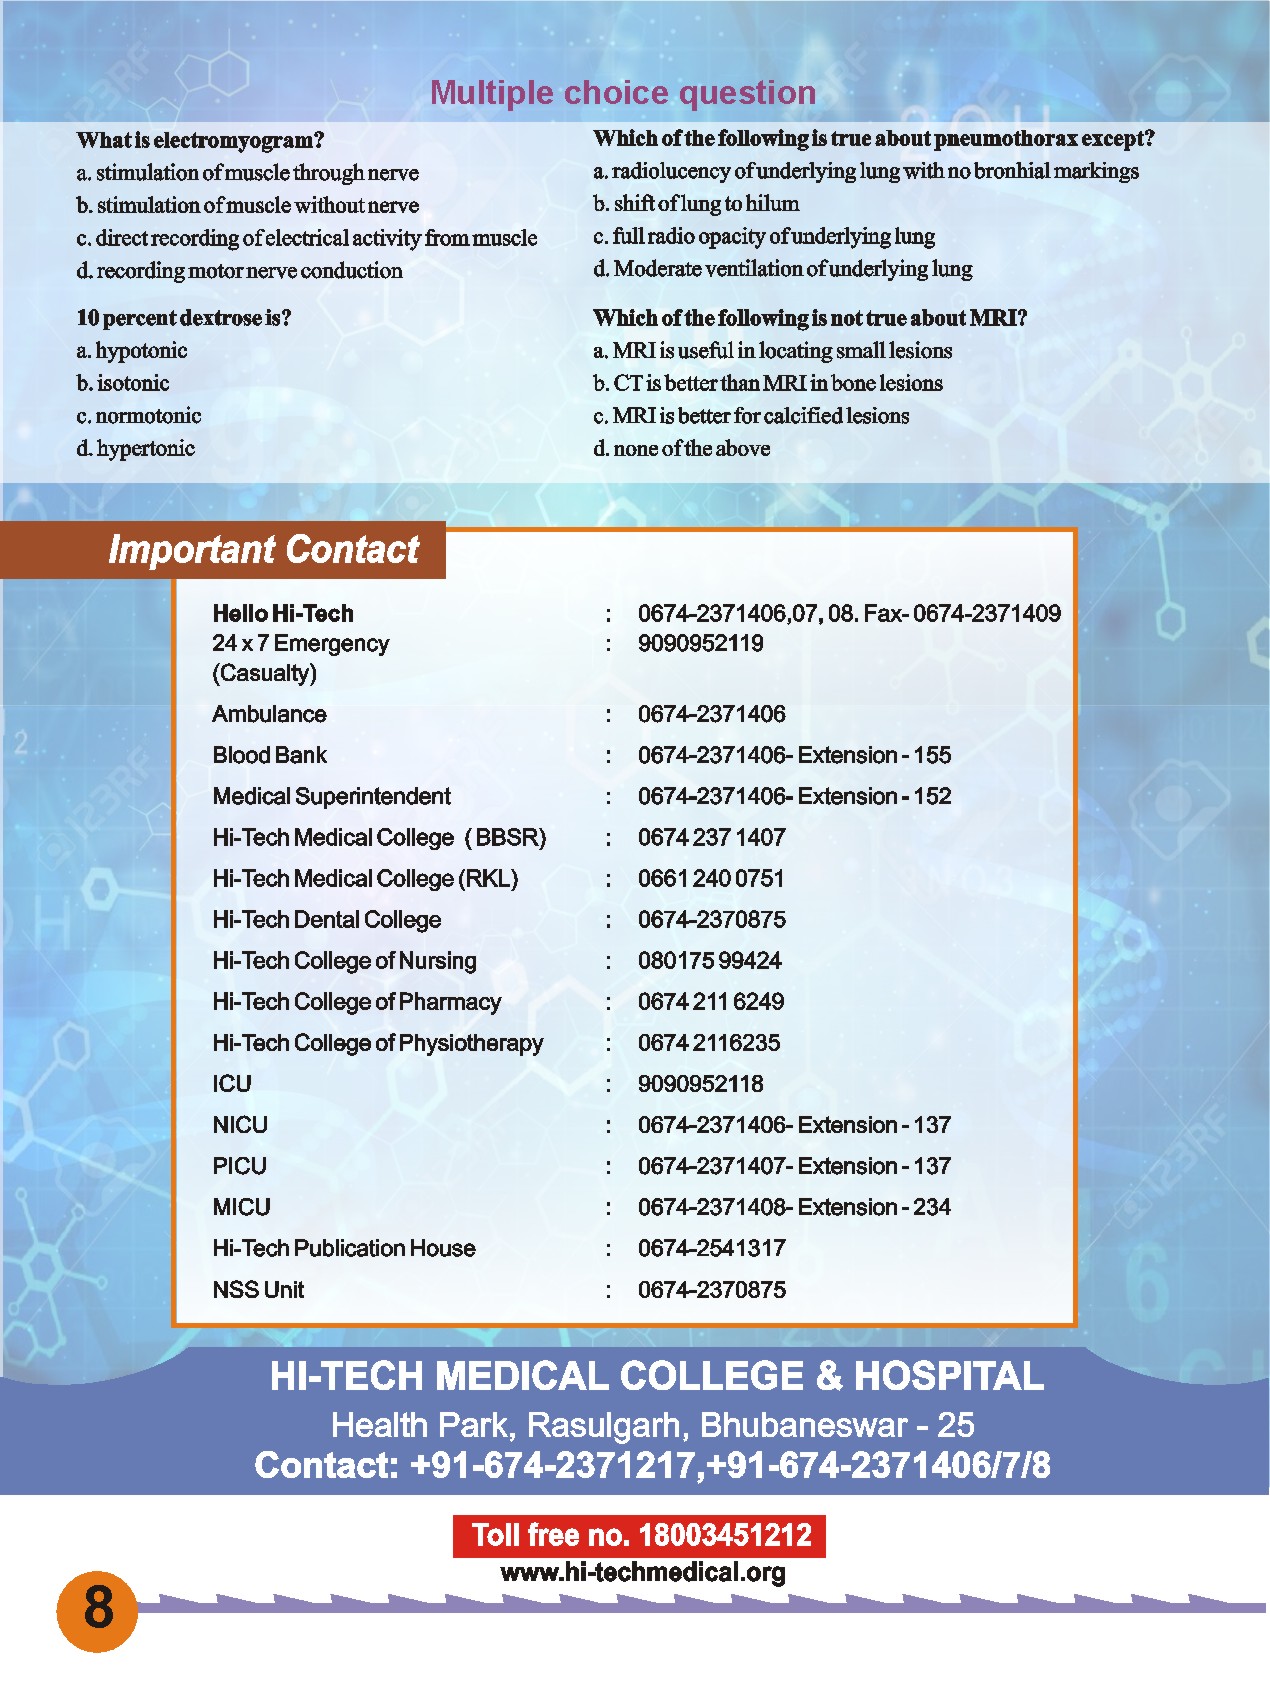 Multiple choice question
What is electromyogram?
a. stimulation of muscle through nerve
b. stimulation of muscle without nerve
c. direct recording of electrical activity from muscle
d. recording motor nerve conduction
10 percent dextrose is?
a. hypotonic
b. isotonic
c. normotonic
d. hypertonic
Which of the following is true about pneumothorax except?
a. radiolucency of underlying lung with no bronhial markings
b. shift of lung to hilum
c. full radio opacity of underlying lung
d. Moderate ventilation of underlying lung
Which of the following is not true about MRI?
a. MRI is useful in locating small lesions
b. CT is better than MRI in bone lesions
c. MRI is better for calcified lesions
d. none of the above
Important Contact
Hello Hi-Tech : 0674-2371406,07, 08. Fax- 0674-2371409
24 x 7 Emergency : 9090952119
(Casualty)
Ambulance : 0674-2371406
Blood Bank : 0674-2371406- Extension - 155
Medical Superintendent : 0674-2371406- Extension - 152
Hi-Tech Medical College ( BBSR) : 0674 237 1407
Hi-Tech Medical College (RKL) : 0661 240 0751
Hi-Tech Dental College : 0674-2370875
Hi-Tech College of Nursing : 080175 99424
Hi-Tech College of Pharmacy : 0674 211 6249
Hi-Tech College of Physiotherapy : 0674 2116235
ICU : 9090952118
NICU : 0674-2371406- Extension - 137
PICU : 0674-2371407- Extension - 137
MICU : 0674-2371408- Extension - 234
Hi-Tech Publication House : 0674-2541317
NSS Unit : 0674-2370875
HI-TECH MEDICAL COLLEGE & HOSPITAL
Health Park, Rasulgarh, Bhubaneswar - 25
Contact: +91-674-2371217,+91-674-2371406/7/8
Toll free no. 18003451212
www.hi-techmedical.org
8